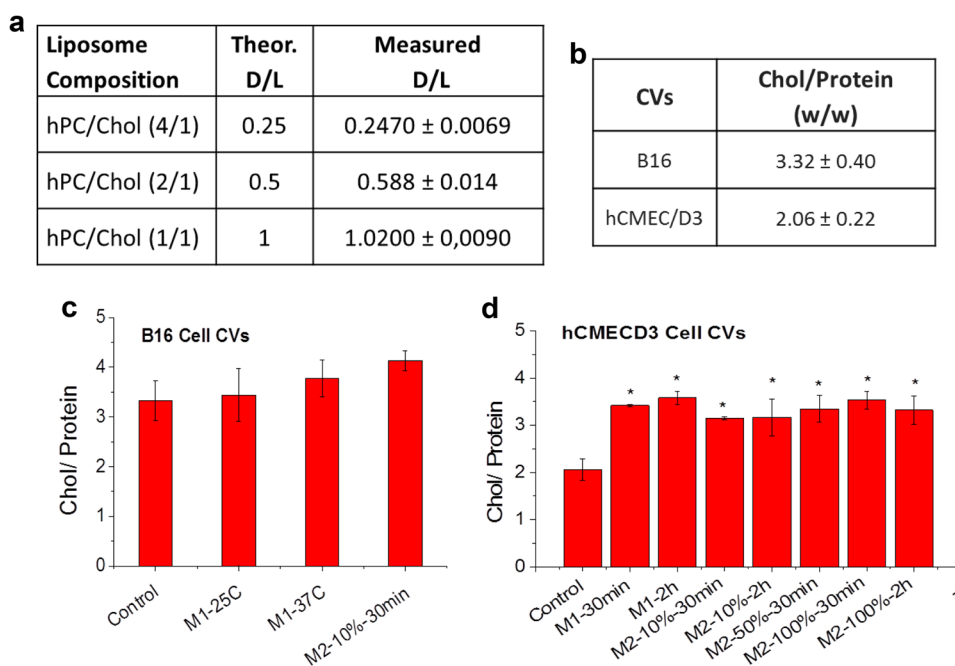 a
Liposome Composition Theor. D/L Measured D/L
hPC/Chol (4/1) 0.25 0.2470 ± 0.0069
hPC/Chol (2/1) 0.5 0.588 ± 0.014
hPC/Chol (1/1) 1 1.0200 ± 0,0090
b
CVs Chol/Protein (w/w)
B16 3.32 ± 0.40
hCMEC/D3 2.06 ± 0.22
c
B16 Cell CVs
Chol/ Protein
5
4
3
2
1
0
Control
M1-25C
M1-37C
M2-10%-30min
d
hCMECD3 Cell CVs
Chol/ Protein
5
4
3
2
1
0
* * * * * * *
Control
M1-30min
M1-2h
M2-10%-30min
M2-10%-2h
M2-50%-30min
M2-100%-30min
M2-100%-2h